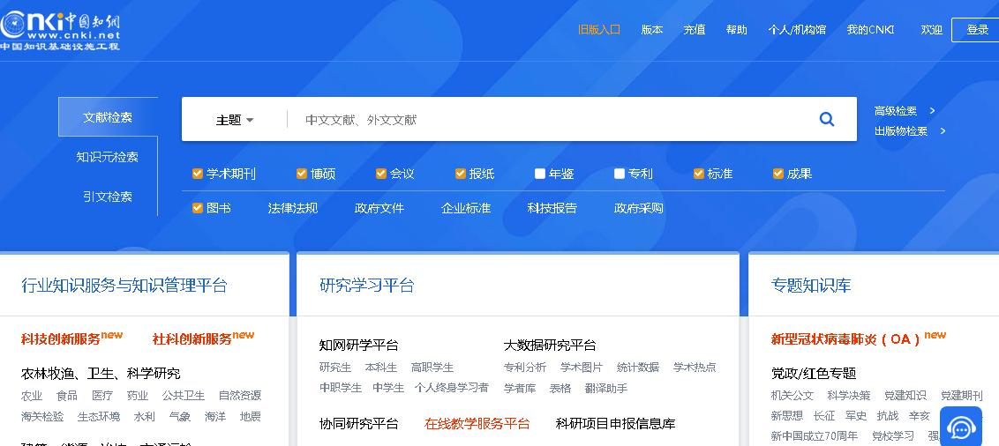 Cnki中国知网
www.cnki.net
中国知识基础设施工程
旧版入口 版本 充值 帮助 个人/机构馆 我的CNKI 欢迎 登录
文献检索
知识元检索
引文检索
主题 中文文献、外文文献
高级检索 >
出版物检索 >
学术期刊 博硕 会议 报纸 年鉴 专利 标准 成果
图书 法律法规 政府文件 企业标准 科技报告 政府采购
行业知识服务与知识管理平台
科技创新服务new 社科创新服务new
农林牧渔、卫生、科学研究
农业 食品 医疗 药业 公共卫生 自然资源
海关检验 生态环境 水利 气象 海洋 地震
建筑、能源、冶炼、交通运输
研究学习平台
知网研学平台
研究生 本科生 高职学生
中职学生 中学生 个人终身学习者
大数据研究平台
专利分析 学术图片 统计数据 学术热点
学者库 表格 翻译助手
协同研究平台 在线教学服务平台 科研项目申报信息库
专题知识库
新型冠状病毒肺炎（OA）new
党政/红色专题
机关公文 科学决策 党建知识 党建期刊
新思想 长征 军史 抗战 辛亥
新中国成立70周年 党校学习 强